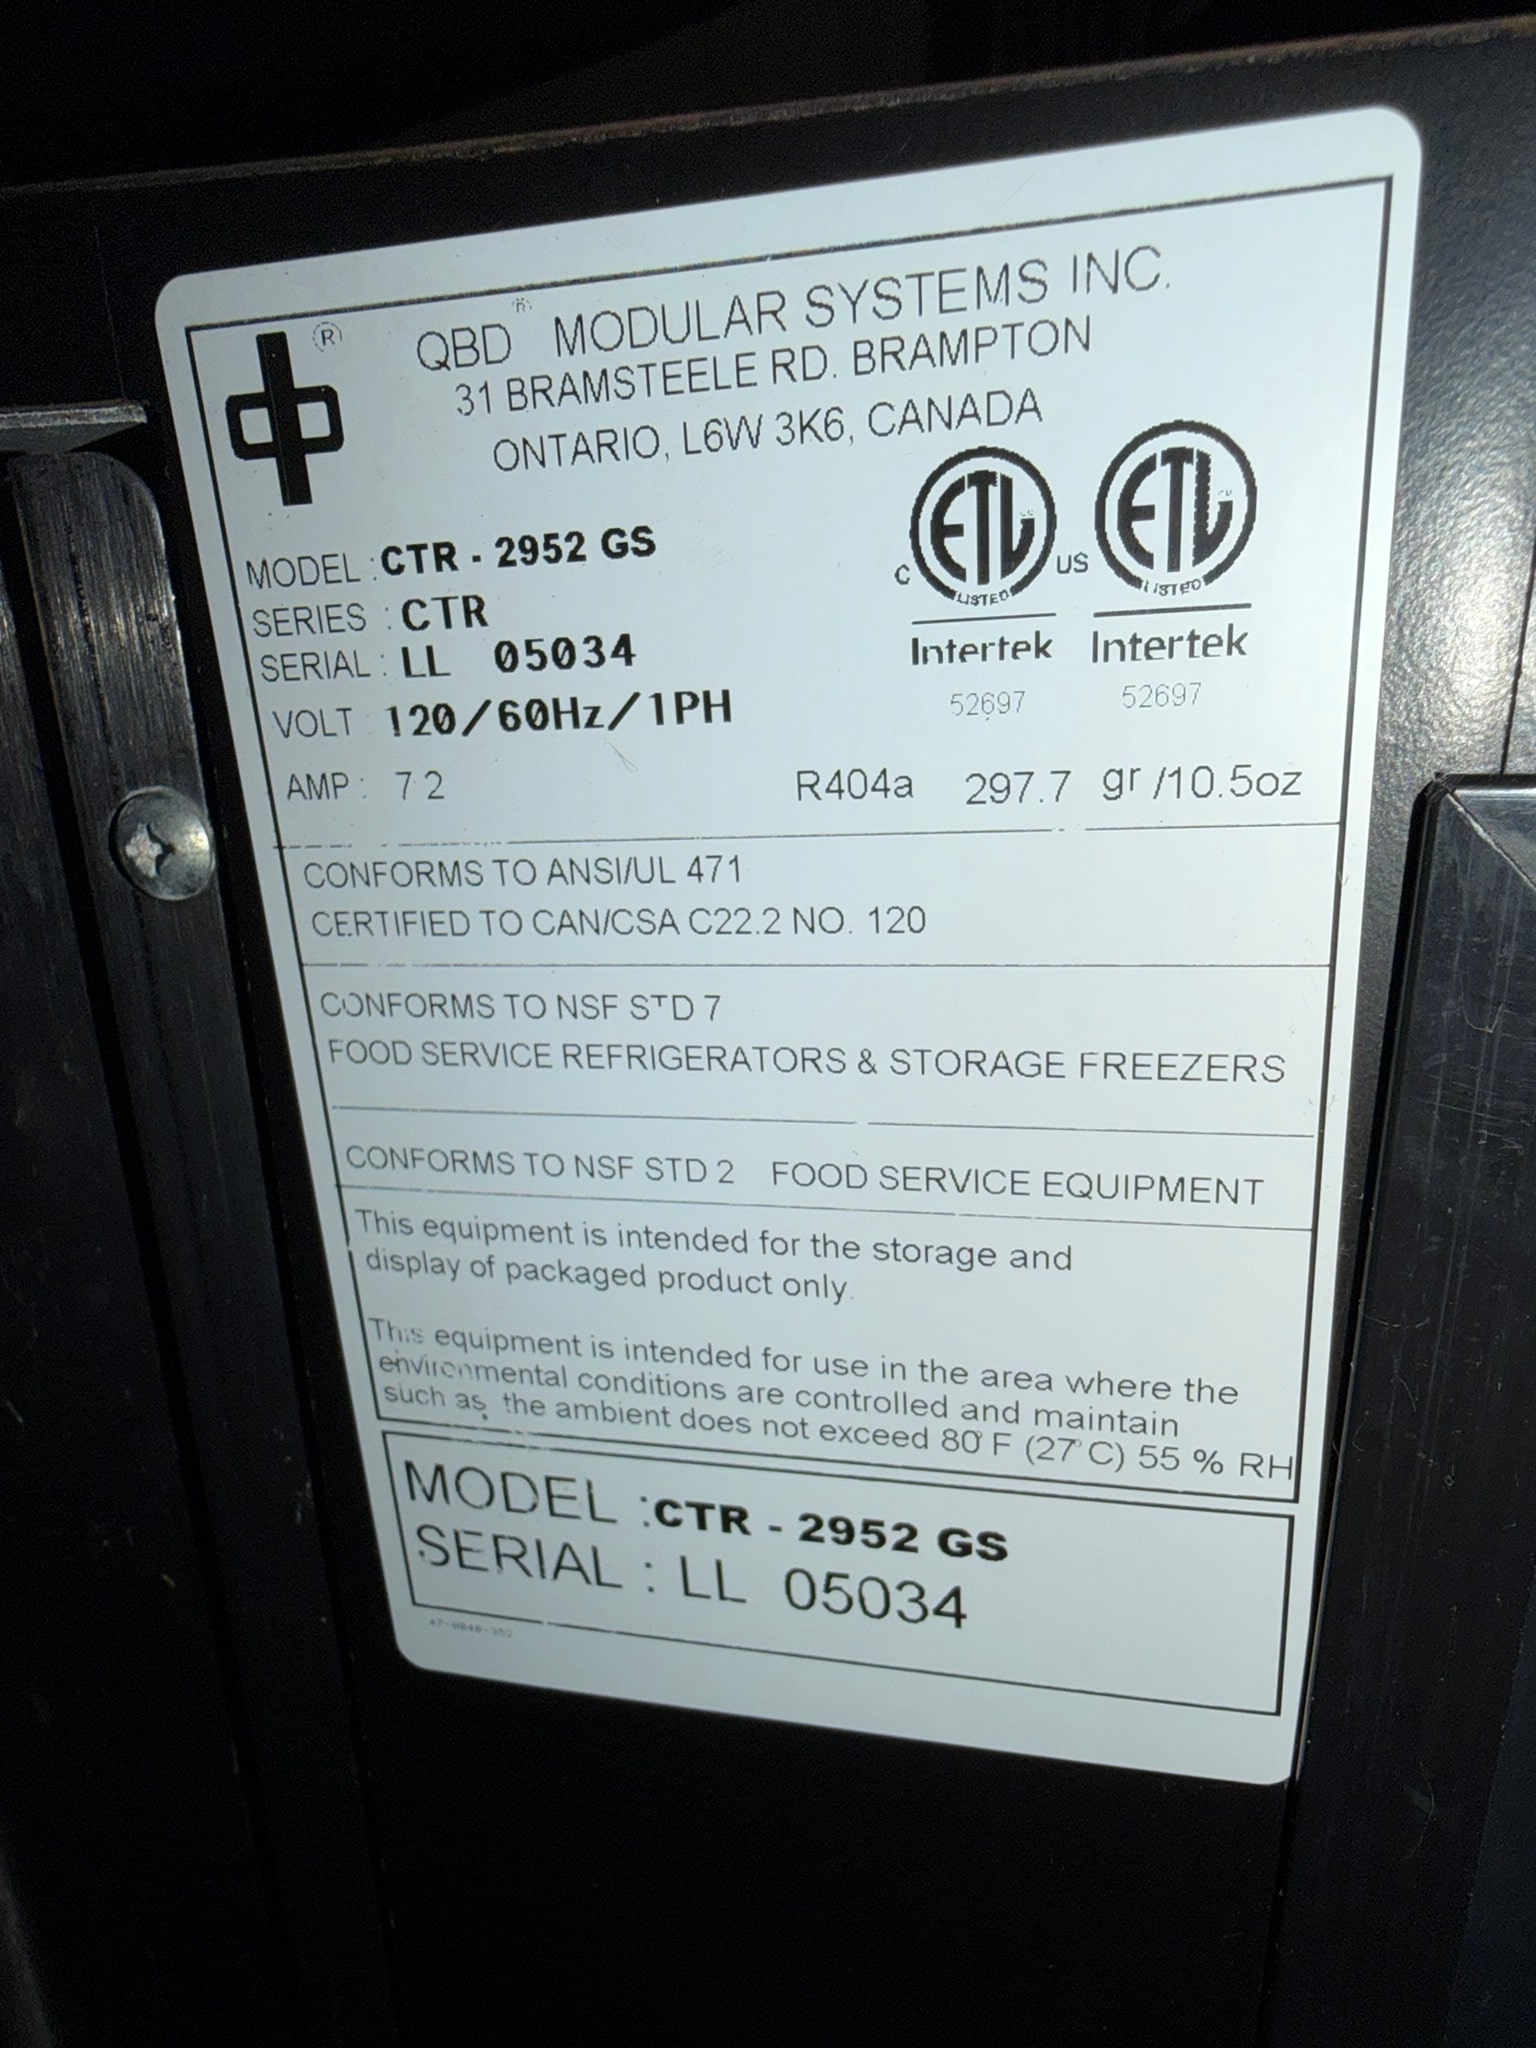 ®
QBD® MODULAR SYSTEMS INC.
31 BRAMSTEELE RD. BRAMPTON
ONTARIO, L6W 3K6, CANADA
MODEL : CTR - 2952 GS
SERIES : CTR
SERIAL : LL 05034
VOLT : 120/60Hz/1PH
AMP : 7.2
C ETL US LISTED
Intertek
52697
ETL LISTED
Intertek
52697
R404a 297.7 gr /10.5oz
CONFORMS TO ANSI/UL 471
CERTIFIED TO CAN/CSA C22.2 NO. 120
CONFORMS TO NSF STD 7
FOOD SERVICE REFRIGERATORS & STORAGE FREEZERS
CONFORMS TO NSF STD 2 FOOD SERVICE EQUIPMENT
This equipment is intended for the storage and
display of packaged product only.
This equipment is intended for use in the area where the
environmental conditions are controlled and maintain
such as, the ambient does not exceed 80°F (27°C) 55 % RH
MODEL : CTR - 2952 GS
SERIAL : LL 05034